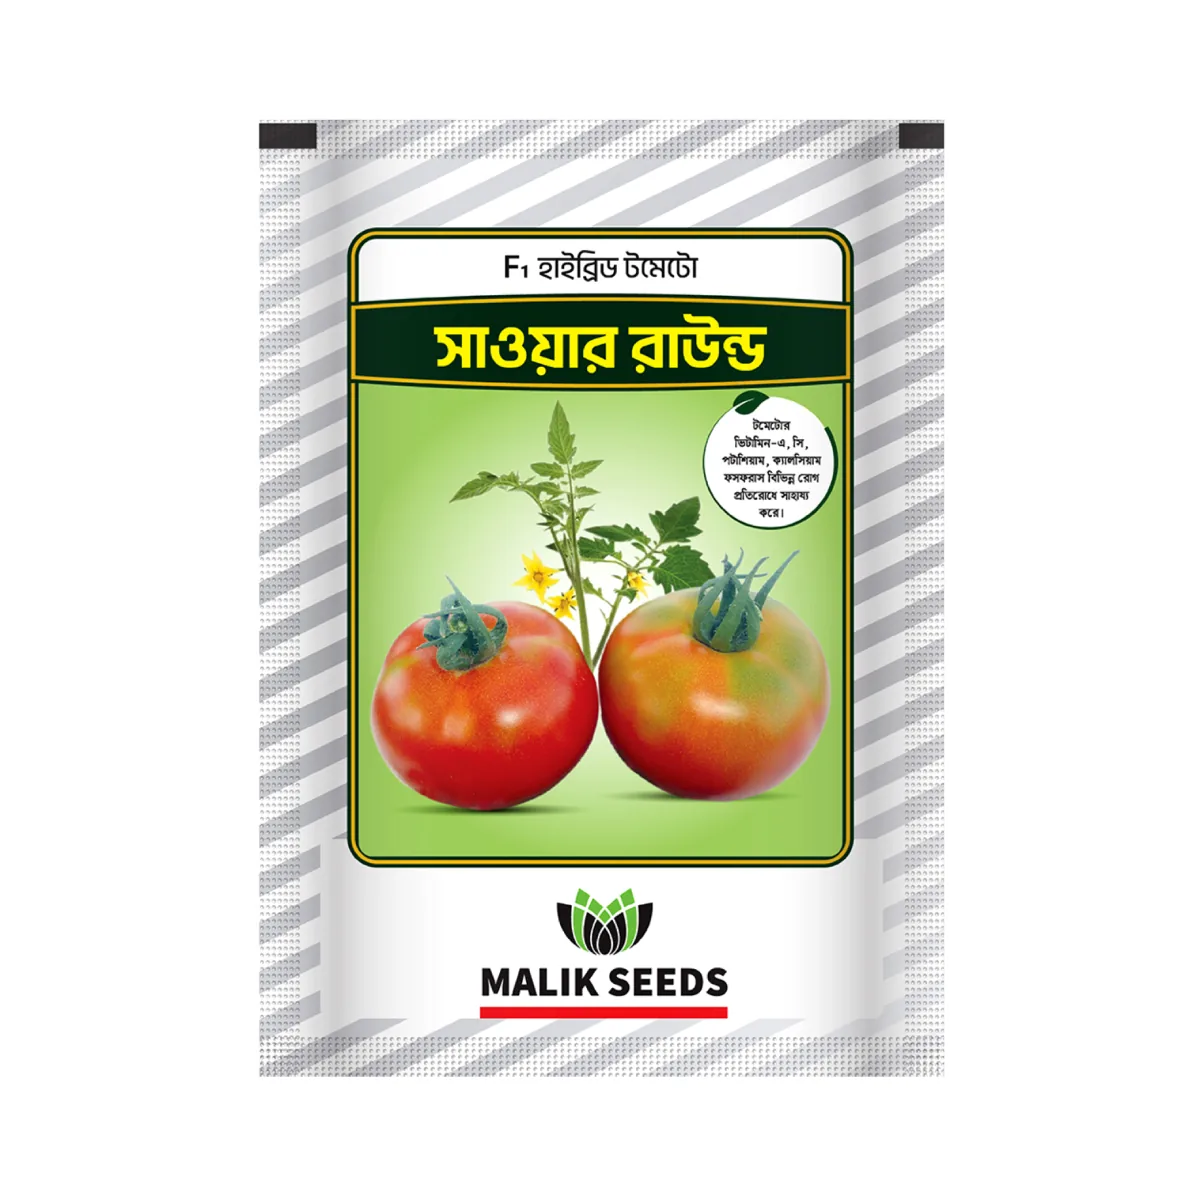 F1 হাইব্রিড টমেটো
সাওয়ার রাউন্ড
টমেটোর
ভিটামিন-এ, সি,
পটাশিয়াম, ক্যালসিয়াম
ফসফরাস বিভিন্ন রোগ
প্রতিরোধে সাহায্য
করে।
MALIK SEEDS